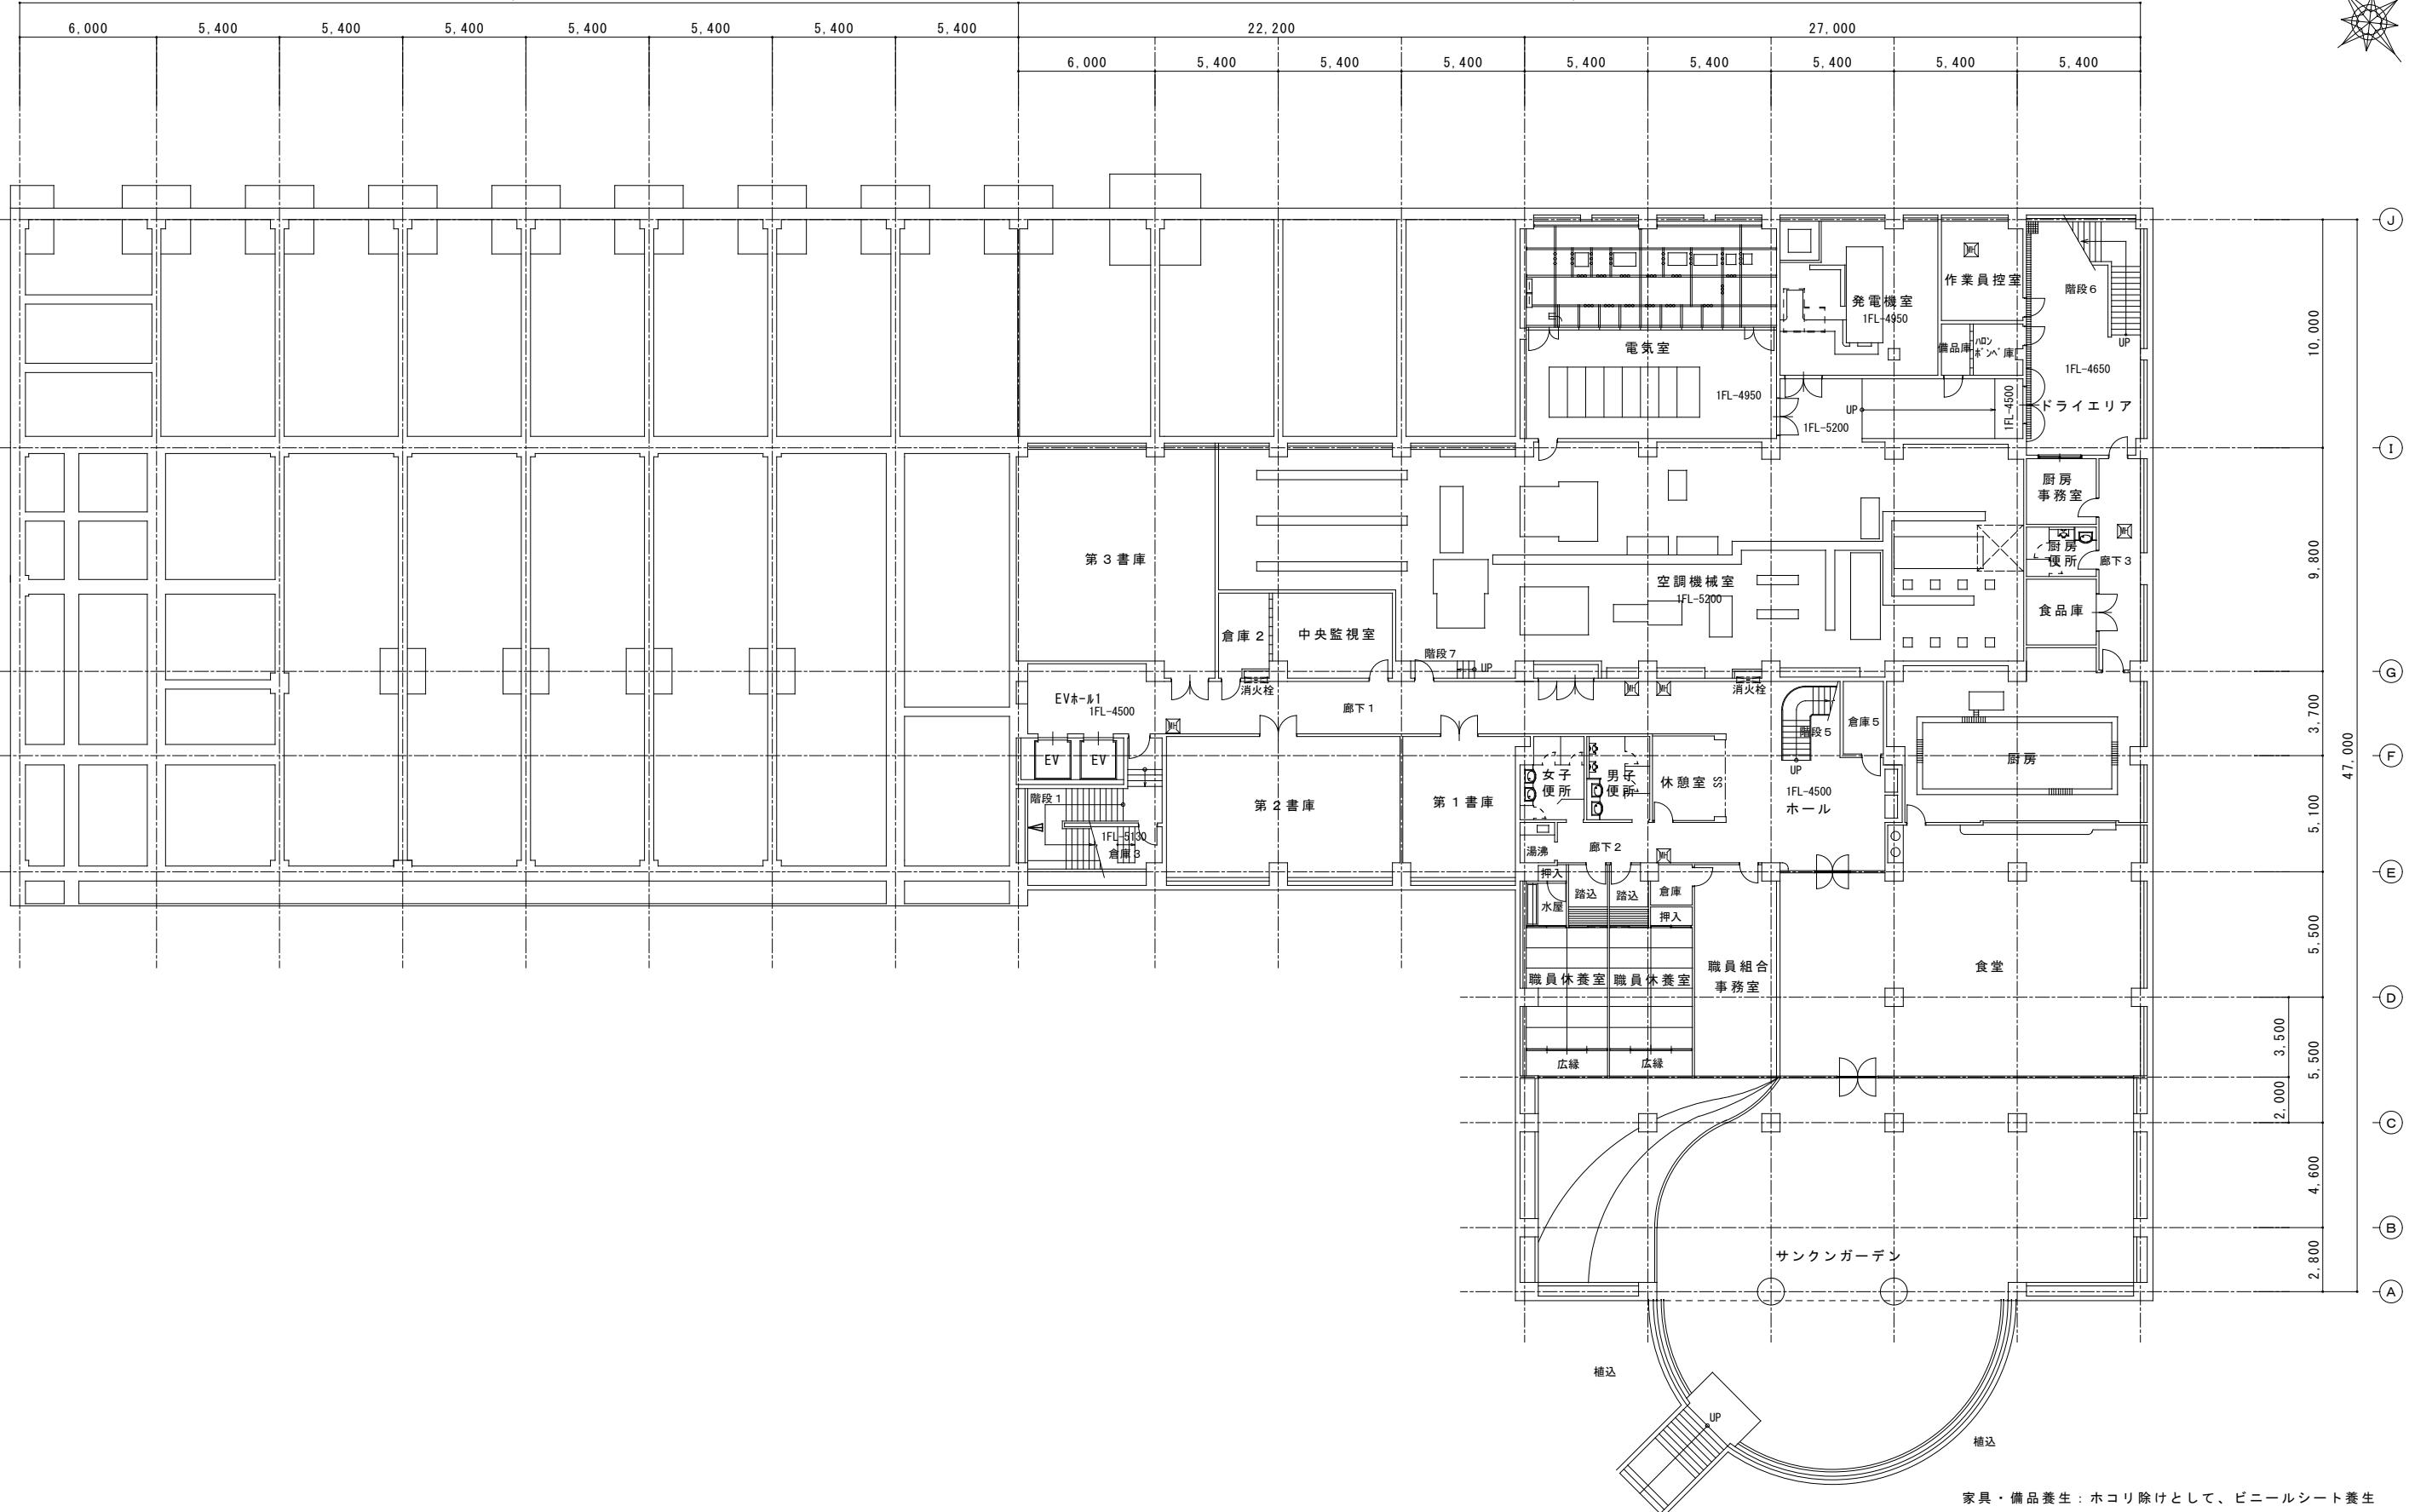 6,000 5,400 5,400 5,400 5,400 5,400 5,400 5,400 22,200 27,000
6,000 5,400 5,400 5,400 5,400 5,400 5,400 5,400 5,400
J
作業員控室
階段6
発電機室
1FL-4950
10,000
電気室
備品庫
ハロン
ボンベ庫
UP
1FL-4650
1FL-4950
UP
1FL-4500
ドライエリア
1FL-5200
I
厨房
事務室
MH
第3書庫
厨房
便所
廊下3
9,800
空調機械室
1FL-5200
食品庫
倉庫2
中央監視室
階段7
UP
G
消火栓
消火栓
EVホール1
1FL-4500
廊下1
MH
MH
MH
倉庫5
3,700
階段5
47,000
EV
EV
厨房
F
女子
便所
男子
便所
休憩室
SS
UP
1FL-4500
階段1
第2書庫
第1書庫
ホール
5,100
1FL-5130
倉庫3
湯沸
廊下2
MH
E
押入
踏込
踏込
倉庫
水屋
押入
5,500
職員休養室
職員休養室
職員組合
事務室
食堂
D
3,500
5,500
広縁
広縁
2,000
C
4,600
B
サンクンガーデン
2,800
A
植込
UP
植込
家具・備品養生：ホコリ除けとして、ビニールシート養生